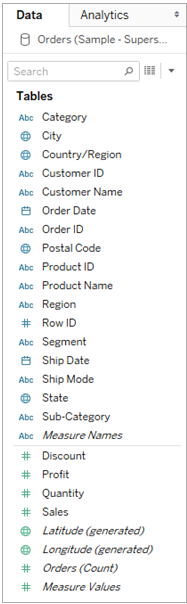 Data
Analytics
Orders (Sample - Supers...
Search
Tables
Abc Category
City
Country/Region
Abc Customer ID
Abc Customer Name
Order Date
Abc Order ID
Postal Code
Abc Product ID
Abc Product Name
Abc Region
# Row ID
Abc Segment
Ship Date
Abc Ship Mode
State
Abc Sub-Category
Abc Measure Names
# Discount
# Profit
# Quantity
# Sales
Latitude (generated)
Longitude (generated)
# Orders (Count)
# Measure Values